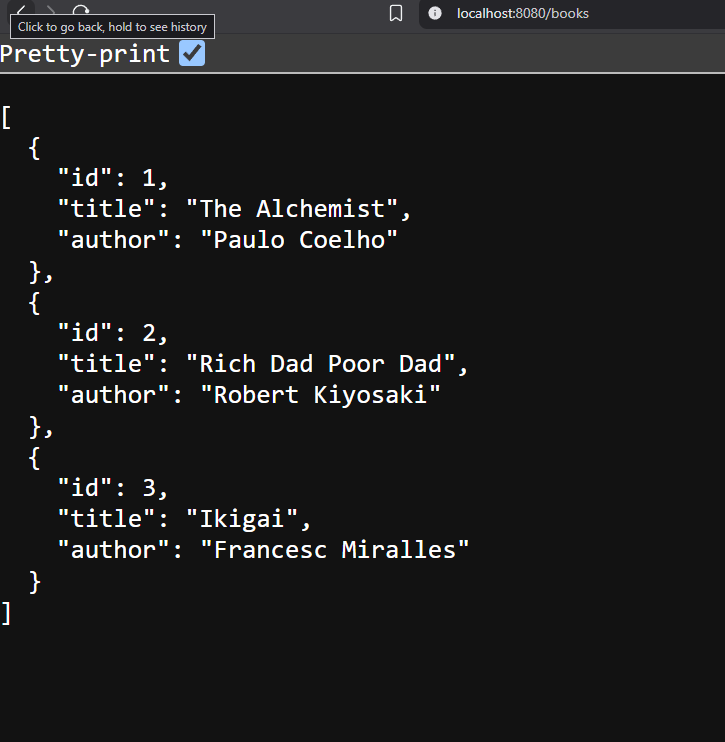 localhost:8080/books
Click to go back, hold to see history
Pretty-print
[
  {
    "id": 1,
    "title": "The Alchemist",
    "author": "Paulo Coelho"
  },
  {
    "id": 2,
    "title": "Rich Dad Poor Dad",
    "author": "Robert Kiyosaki"
  },
  {
    "id": 3,
    "title": "Ikigai",
    "author": "Francesc Miralles"
  }
]